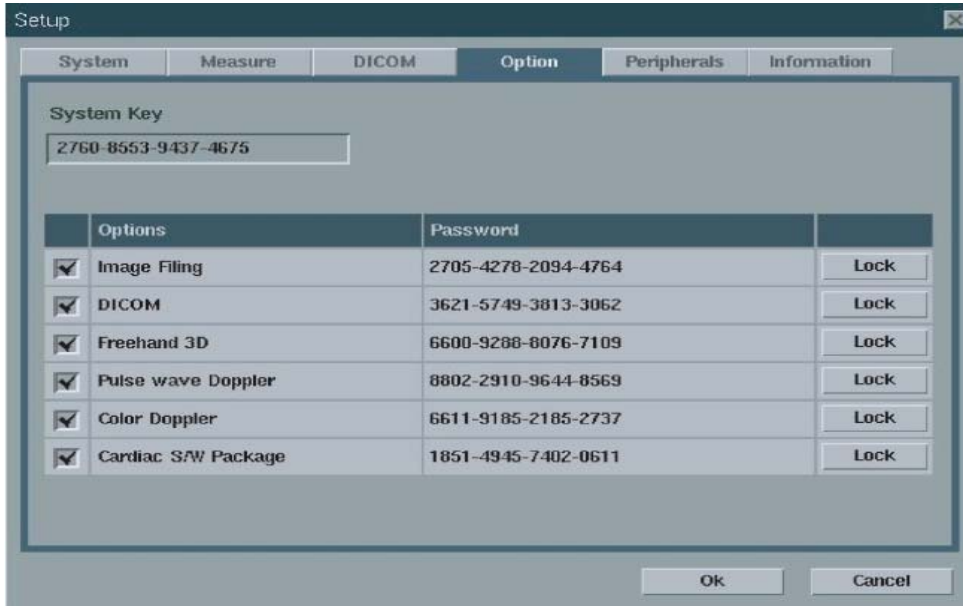 Setup
System Measure DICOM Option Peripherals Information
System Key
2760-8553-9437-4675
Options Password
Image Filing 2705-4278-2094-4764 Lock
DICOM 3621-5749-3813-3062 Lock
Freehand 3D 6600-9288-8076-7109 Lock
Pulse wave Doppler 8802-2910-9644-8569 Lock
Color Doppler 6611-9185-2185-2737 Lock
Cardiac S/W Package 1851-4945-7402-0611 Lock
Ok Cancel